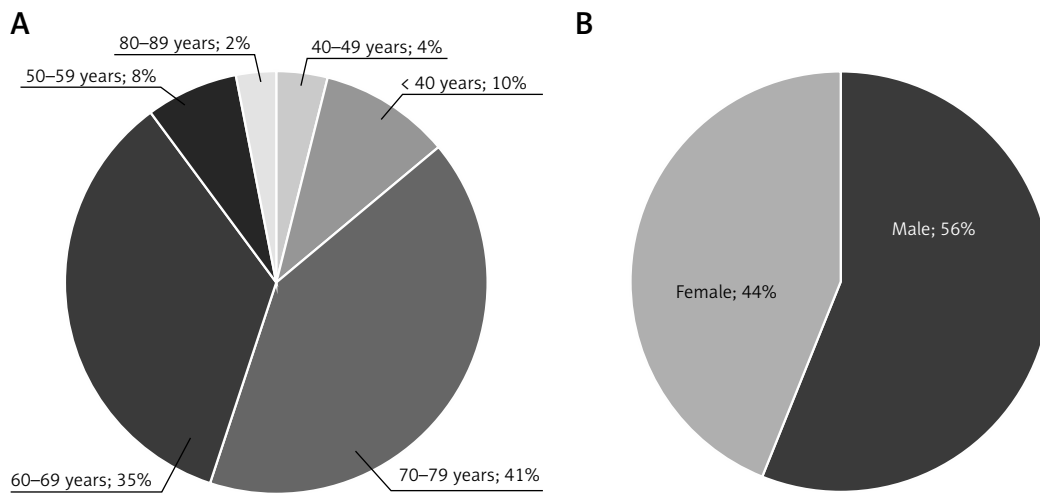 A
80–89 years; 2%
40–49 years; 4%
50–59 years; 8%
< 40 years; 10%
60–69 years; 35%
70–79 years; 41%
B
Male; 56%
Female; 44%